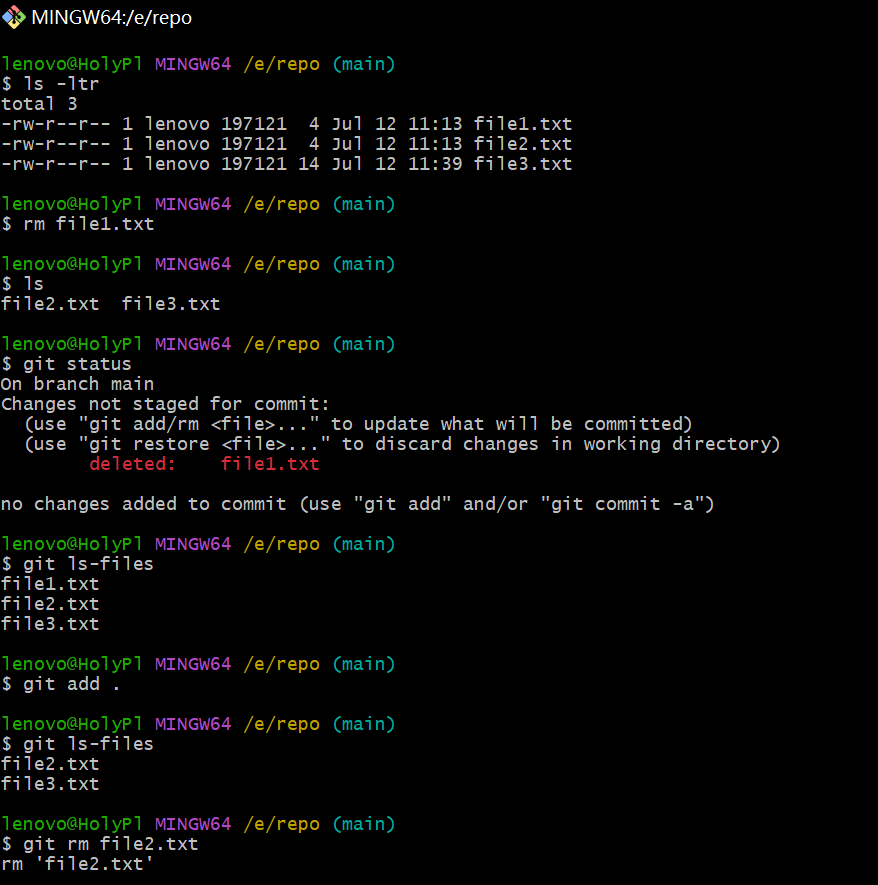 MINGW64:/e/repo
lenovo@HolyPl MINGW64 /e/repo (main)
$ ls -ltr
total 3
-rw-r--r-- 1 lenovo 197121  4 Jul 12 11:13 file1.txt
-rw-r--r-- 1 lenovo 197121  4 Jul 12 11:13 file2.txt
-rw-r--r-- 1 lenovo 197121 14 Jul 12 11:39 file3.txt
lenovo@HolyPl MINGW64 /e/repo (main)
$ rm file1.txt
lenovo@HolyPl MINGW64 /e/repo (main)
$ ls
file2.txt  file3.txt
lenovo@HolyPl MINGW64 /e/repo (main)
$ git status
On branch main
Changes not staged for commit:
  (use "git add/rm <file>..." to update what will be committed)
  (use "git restore <file>..." to discard changes in working directory)
        deleted:    file1.txt
no changes added to commit (use "git add" and/or "git commit -a")
lenovo@HolyPl MINGW64 /e/repo (main)
$ git ls-files
file1.txt
file2.txt
file3.txt
lenovo@HolyPl MINGW64 /e/repo (main)
$ git add .
lenovo@HolyPl MINGW64 /e/repo (main)
$ git ls-files
file2.txt
file3.txt
lenovo@HolyPl MINGW64 /e/repo (main)
$ git rm file2.txt
rm 'file2.txt'